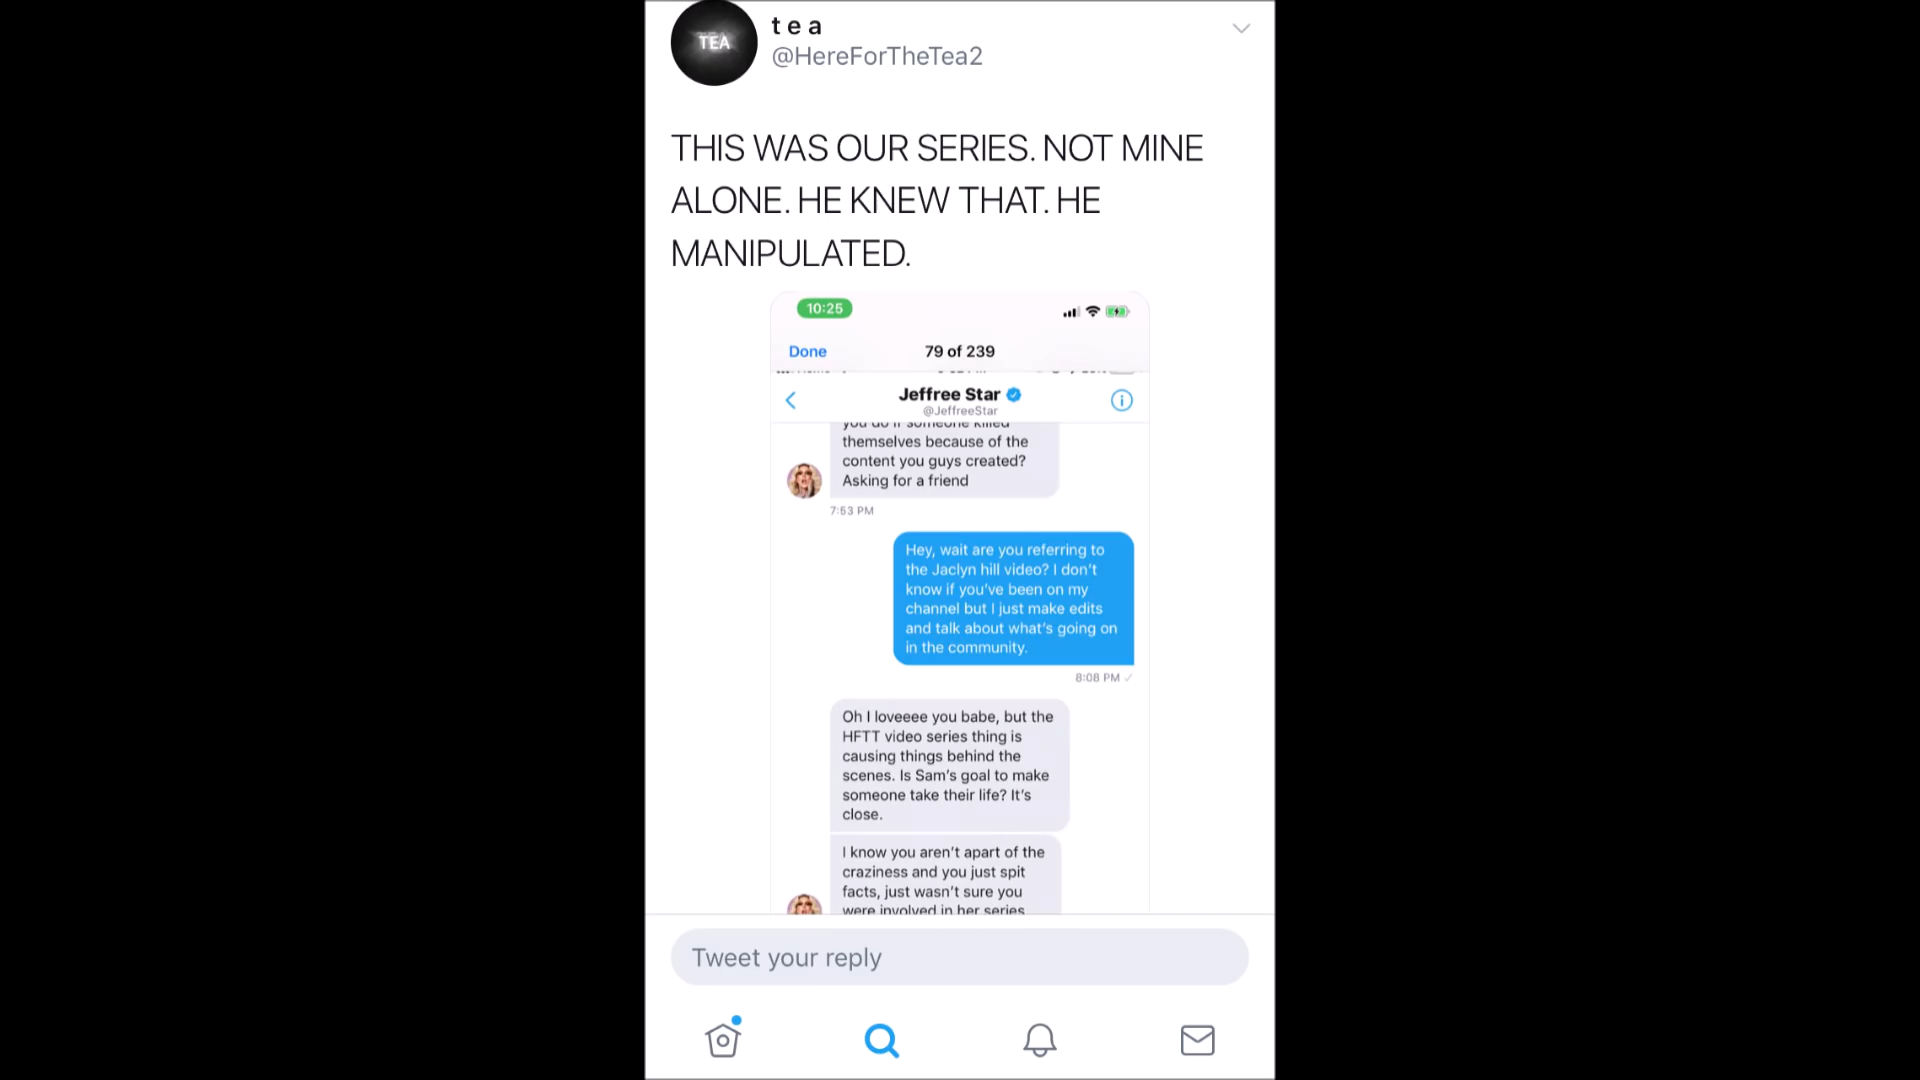 TEA
t e a
@HereForTheTea2
THIS WAS OUR SERIES. NOT MINE
ALONE. HE KNEW THAT. HE
MANIPULATED.
10:25
Done
79 of 239
Jeffree Star
@JeffreeStar
you do if someone killed
themselves because of the
content you guys created?
Asking for a friend
7:53 PM
Hey, wait are you referring to
the Jaclyn hill video? I don't
know if you've been on my
channel but I just make edits
and talk about what's going on
in the community.
8:08 PM ✓
Oh I loveeee you babe, but the
HFTT video series thing is
causing things behind the
scenes. Is Sam's goal to make
someone take their life? It's
close.
I know you aren't apart of the
craziness and you just spit
facts, just wasn't sure you
were involved in her series
Tweet your reply